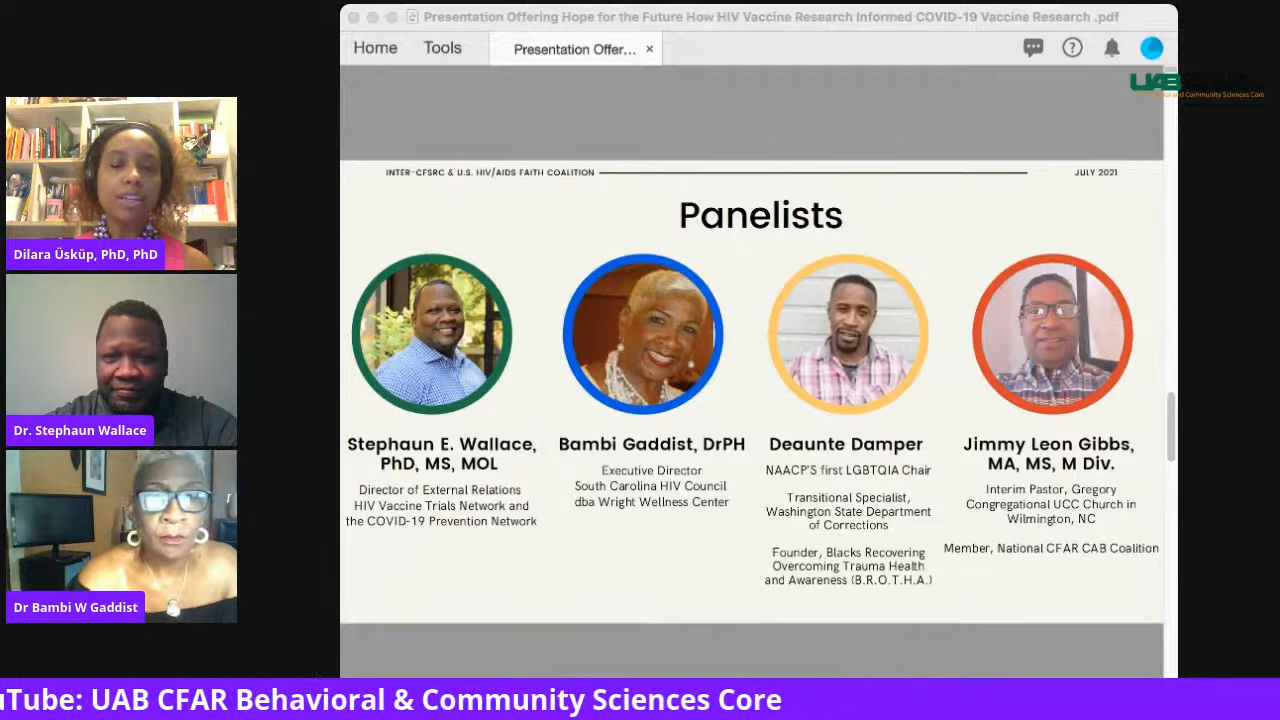 Presentation Offering Hope for the Future How HIV Vaccine Research Informed COVID-19 Vaccine Research .pdf
Home
Tools
Presentation Offer...
×
UAB
and Community Sciences Core
INTER-CFSRC & U.S. HIV/AIDS FAITH COALITION
JULY 2021
Panelists
Dilara Üsküp, PhD, PhD
Dr. Stephaun Wallace
Dr Bambi W Gaddist
Stephaun E. Wallace,
PhD, MS, MOL
Director of External Relations
HIV Vaccine Trials Network and
the COVID-19 Prevention Network
Bambi Gaddist, DrPH
Executive Director
South Carolina HIV Council
dba Wright Wellness Center
Deaunte Damper
NAACP'S first LGBTQIA Chair
Transitional Specialist,
Washington State Department
of Corrections
Founder, Blacks Recovering
Overcoming Trauma Health
and Awareness (B.R.O.T.H.A.)
Jimmy Leon Gibbs,
MA, MS, M Div.
Interim Pastor, Gregory
Congregational UCC Church in
Wilmington, NC
Member, National CFAR CAB Coalition
uTube: UAB CFAR Behavioral & Community Sciences Core